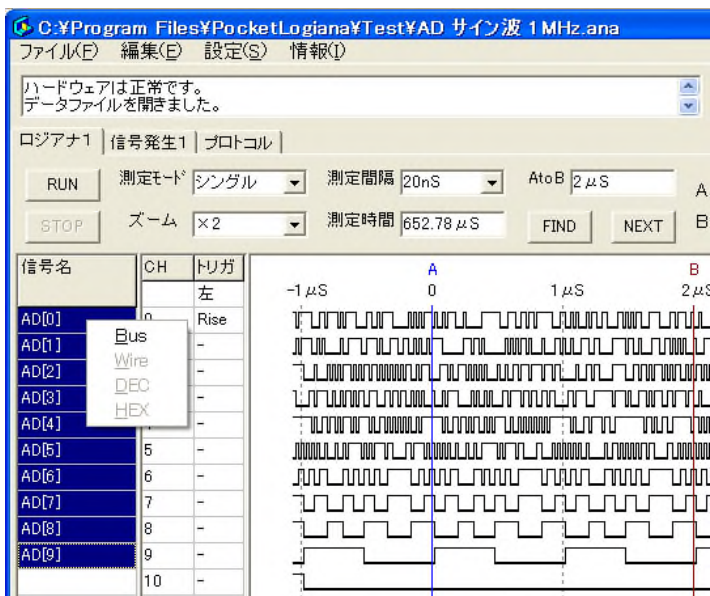 C:¥Program Files¥PocketLogiana¥Test¥AD サイン波 1MHz.ana
ファイル(F) 編集(E) 設定(S) 情報(I)
ハードウェアは正常です。
データファイルを開きました。
ロジアナ1 信号発生1 プロトコル
RUN 測定モード シングル 測定間隔 20nS AtoB 2μS A
STOP ズーム ×2 測定時間 652.78μS FIND NEXT B
信号名 CH トリガ A B
左 -1μS 0 1μS 2μS
AD[0] 0 Rise
Bus
AD[1] -
Wire
AD[2] -
DEC
AD[3] -
HEX
AD[4] 4 -
AD[5] 5 -
AD[6] 6 -
AD[7] 7 -
AD[8] 8 -
AD[9] 9 -
10 -